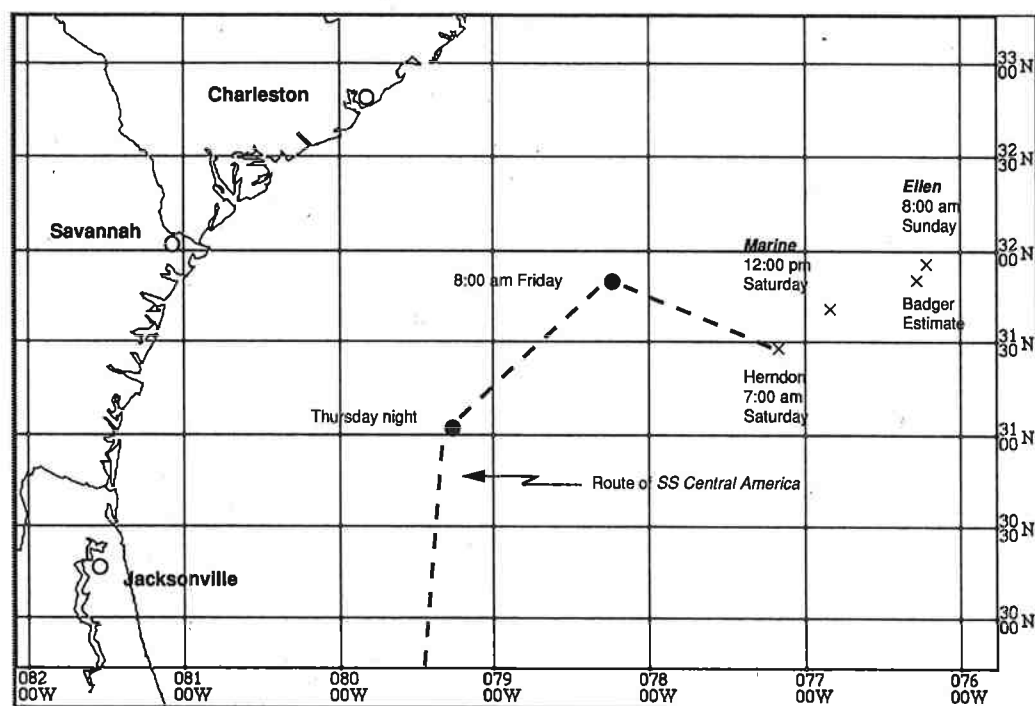 33
00 N
Charleston
32
30 N
Ellen
8:00 am
Sunday
Savannah
32
00 N
Marine
12:00 pm
Saturday
8:00 am Friday
Badger
Estimate
31
30 N
Herndon
7:00 am
Saturday
Thursday night
31
00 N
Route of SS Central America
30
30 N
Jacksonville
30
00 N
082
00W
081
00W
080
00W
079
00W
078
00W
077
00W
076
00W